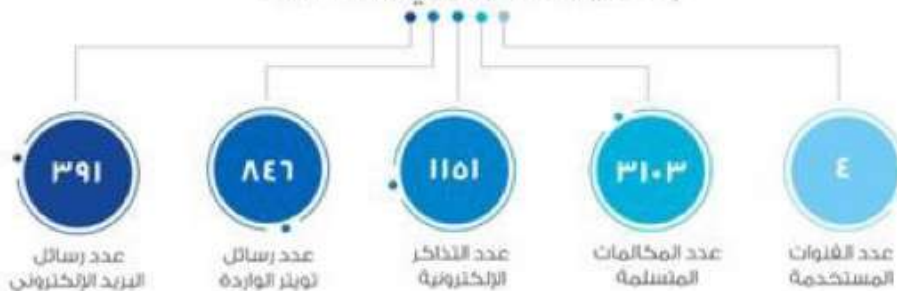 ٤
عدد القنوات
المستخدمة
٣١٠٣
عدد المكالمات
المتسلمة
١١٥١
عدد التذاكر
الإلكترونية
٨٤٦
عدد رسائل
تويتر الواردة
٣٩١
عدد رسائل
البريد الإلكتروني